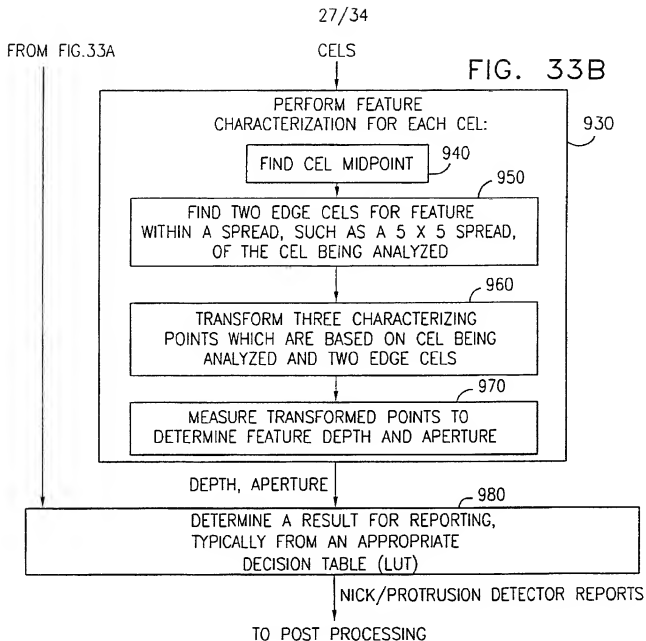 27/34
FROM FIG.33A
CELS
FIG. 33B
PERFORM FEATURE
CHARACTERIZATION FOR EACH CEL:
930
FIND CEL MIDPOINT
940
950
FIND TWO EDGE CELS FOR FEATURE
WITHIN A SPREAD, SUCH AS A 5 X 5 SPREAD,
OF THE CEL BEING ANALYZED
960
TRANSFORM THREE CHARACTERIZING
POINTS WHICH ARE BASED ON CEL BEING
ANALYZED AND TWO EDGE CELS
970
MEASURE TRANSFORMED POINTS TO
DETERMINE FEATURE DEPTH AND APERTURE
DEPTH, APERTURE
980
DETERMINE A RESULT FOR REPORTING,
TYPICALLY FROM AN APPROPRIATE
DECISION TABLE (LUT)
NICK/PROTRUSION DETECTOR REPORTS
TO POST PROCESSING